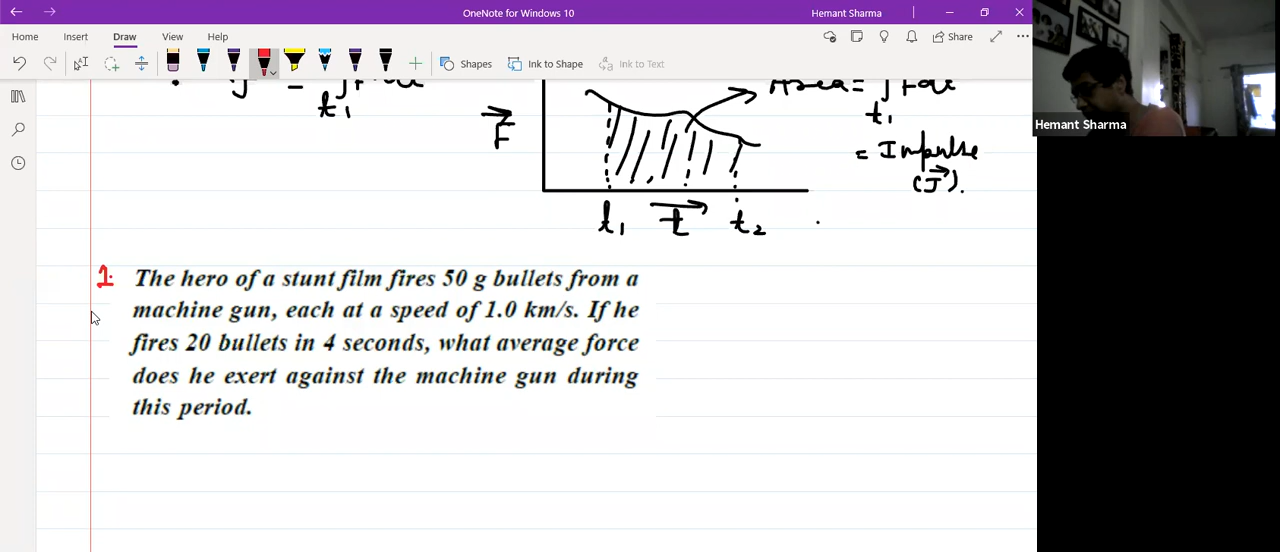 OneNote for Windows 10
Hemant Sharma
Home Insert Draw View Help
Share
Shapes Ink to Shape Ink to Text
t₁
F
Area = ∫ F dt
t₁
= Impulse
(J).
t₁ t t₂
Hemant Sharma
1. The hero of a stunt film fires 50 g bullets from a
machine gun, each at a speed of 1.0 km/s. If he
fires 20 bullets in 4 seconds, what average force
does he exert against the machine gun during
this period.